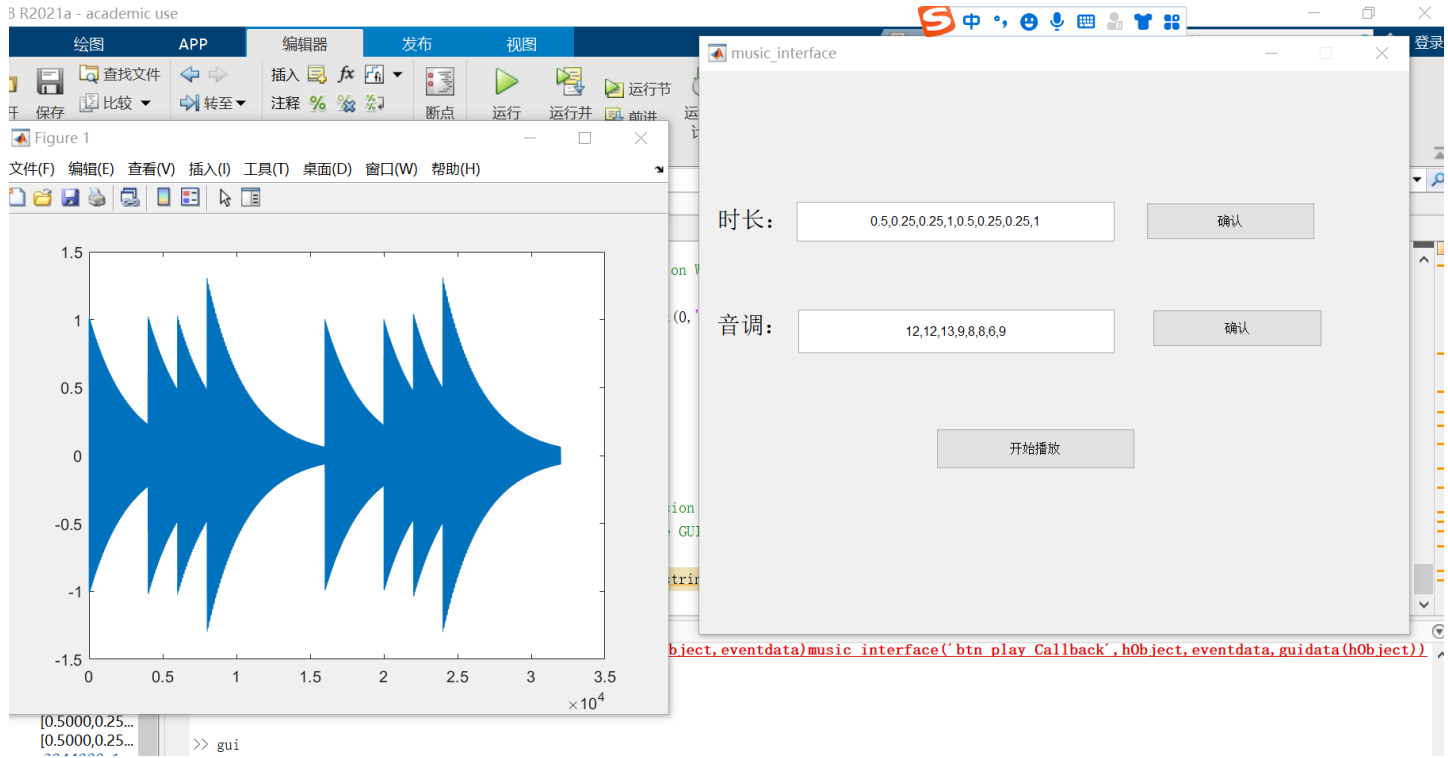 B R2021a - academic use
中
绘图 APP 编辑器 发布 视图
登录
查找文件 插入 fx
保存 比较 转至 注释 断点 运行 运行并 运行节
前进
Figure 1
文件(F) 编辑(E) 查看(V) 插入(I) 工具(T) 桌面(D) 窗口(W) 帮助(H)
1.5
1
0.5
0
-0.5
-1
-1.5
0 0.5 1 1.5 2 2.5 3 3.5
×10⁴
music_interface
时长： 0.5,0.25,0.25,1,0.5,0.25,0.25,1 确认
音调： 12,12,13,9,8,8,6,9 确认
开始播放
(0,'
GUI
bject,eventdata)music_interface('btn_play_Callback',hObject,eventdata,guidata(hObject))
[0.5000,0.25...
[0.5000,0.25...
>> gui